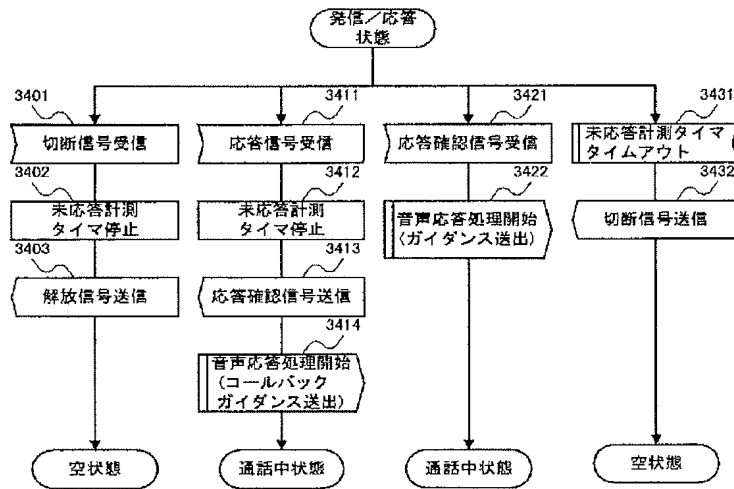 発信／応答
状態
3401
切断信号受信
3402
未応答計測
タイマ停止
3403
解放信号送信
空状態
3411
応答信号受信
3412
未応答計測
タイマ停止
3413
応答確認信号送信
3414
音声応答処理開始
(コールバック
ガイダンス送出)
通話中状態
3421
応答確認信号受信
3422
音声応答処理開始
(ガイダンス送出)
通話中状態
3431
未応答計測タイマ
タイムアウト
3432
切断信号送信
空状態